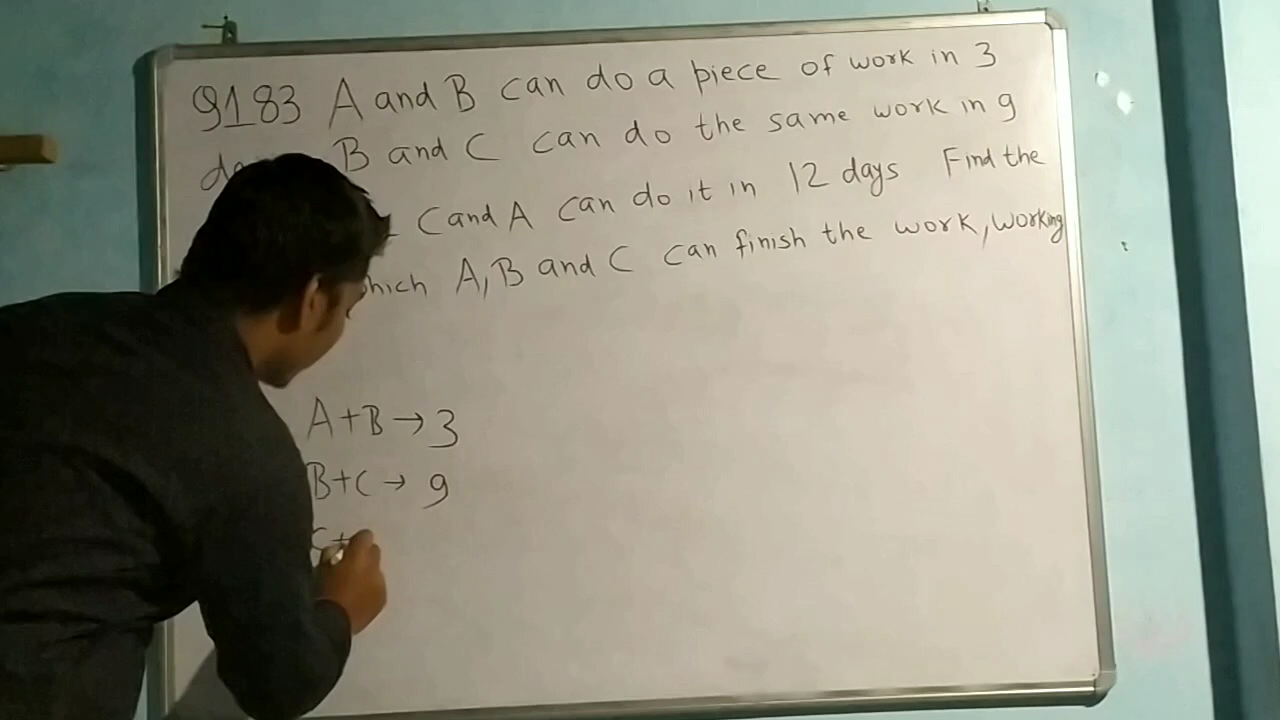 Q183 A and B can do a piece of work in 3
B and C can do the same work in 9
C and A can do it in 12 days Find the
which A, B and C can finish the work, working
A+B → 3
B+C → 9
C+